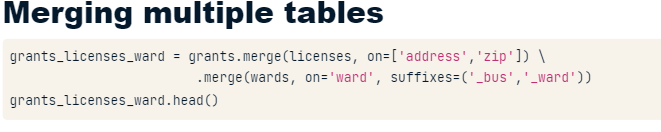 Merging multiple tables
grants_licenses_ward = grants.merge(licenses, on=['address','zip']) \
.merge(wards, on='ward', suffixes=('_bus','_ward'))
grants_licenses_ward.head()